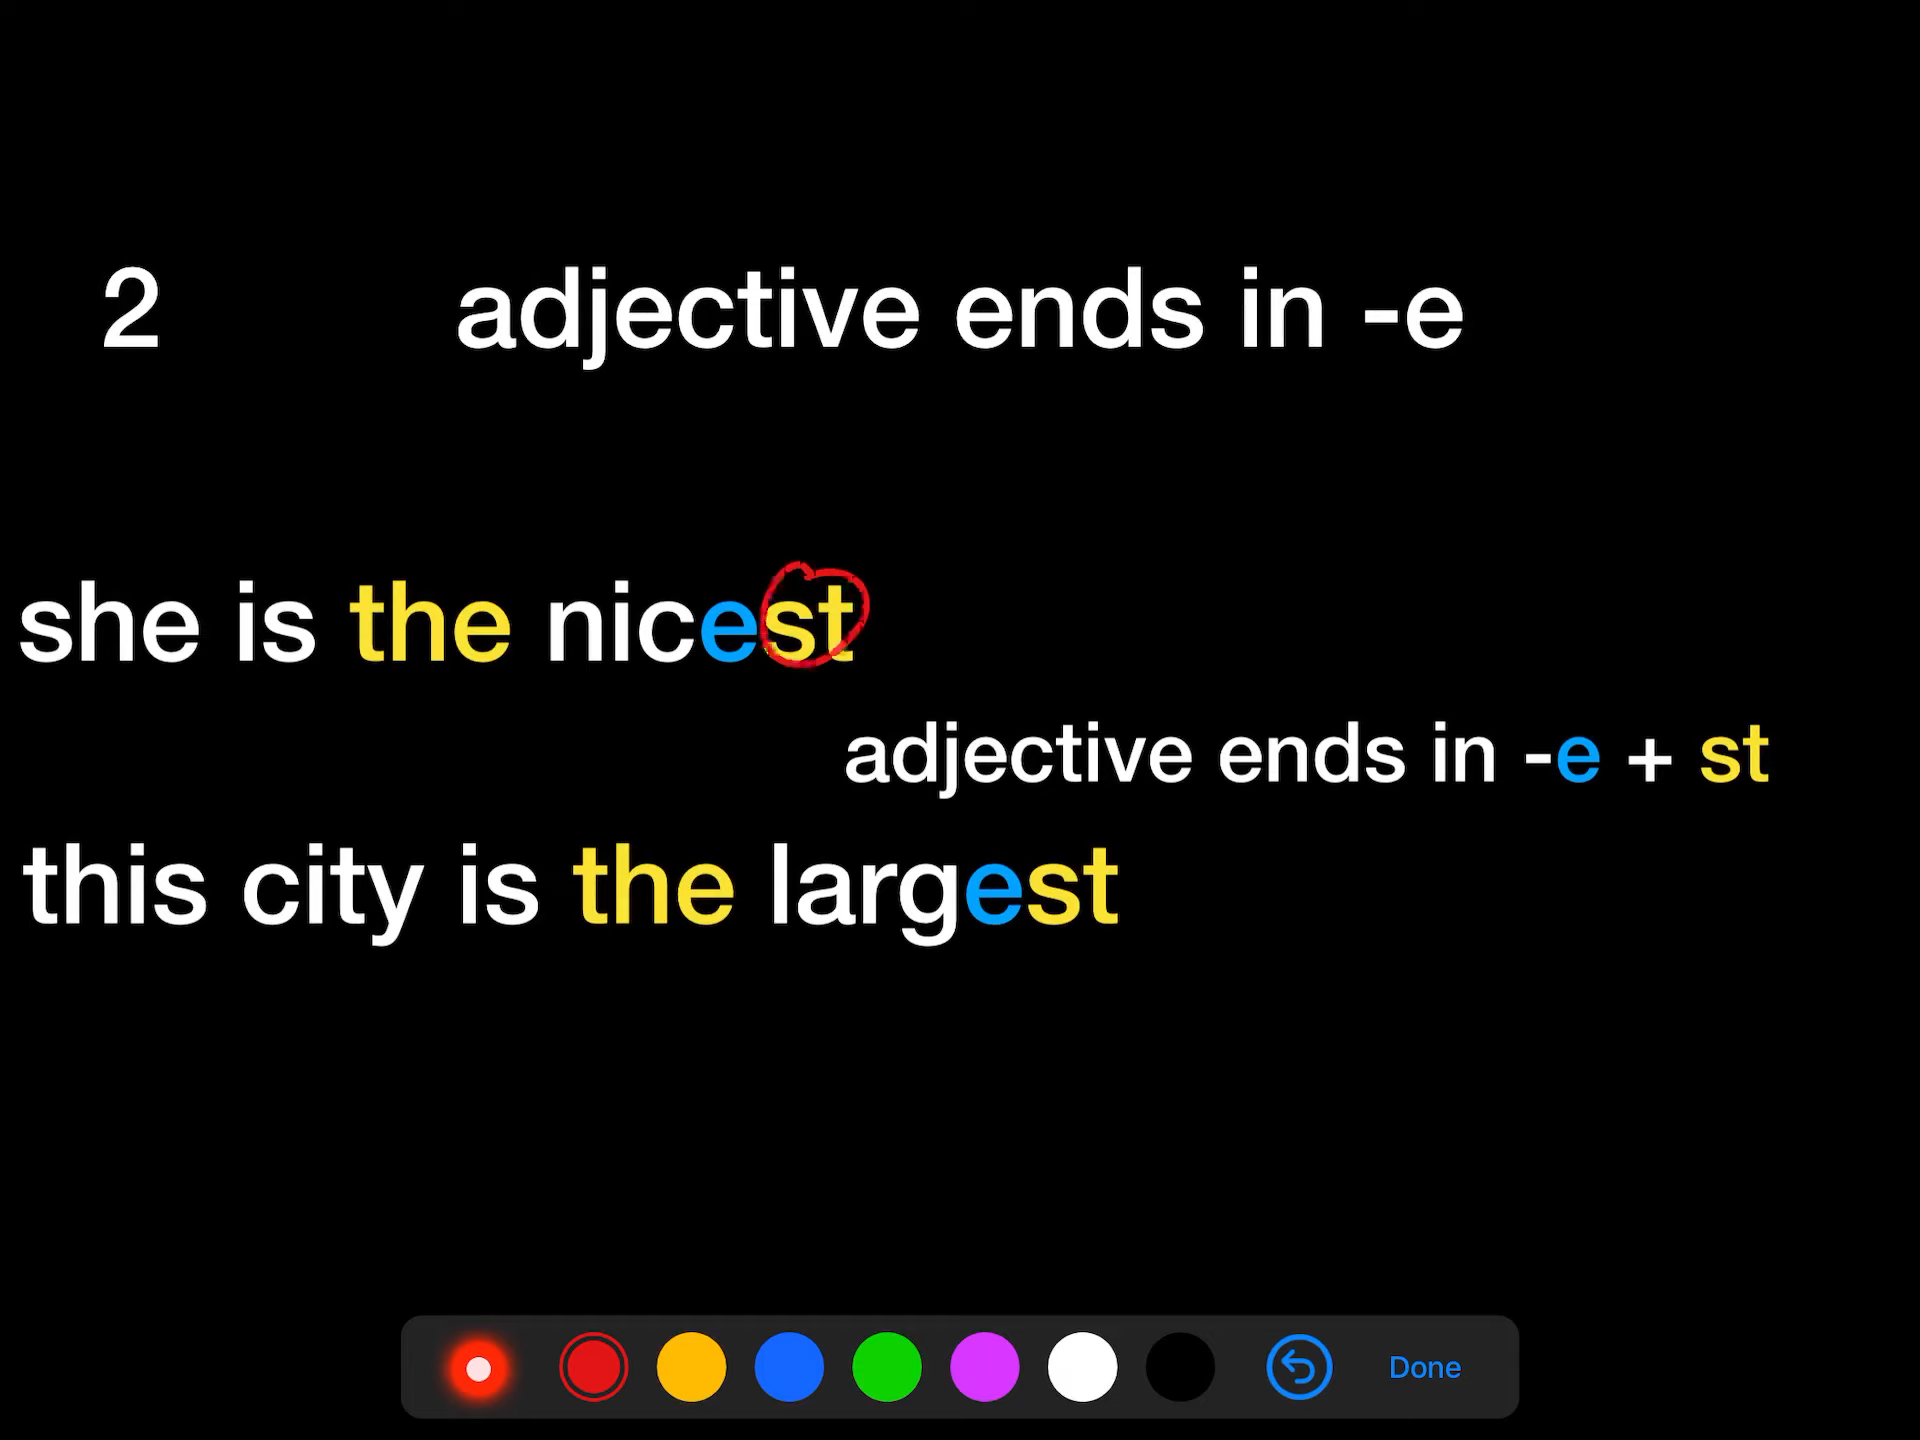 2 adjective ends in -e
she is the nicest
adjective ends in -e + st
this city is the largest
Done